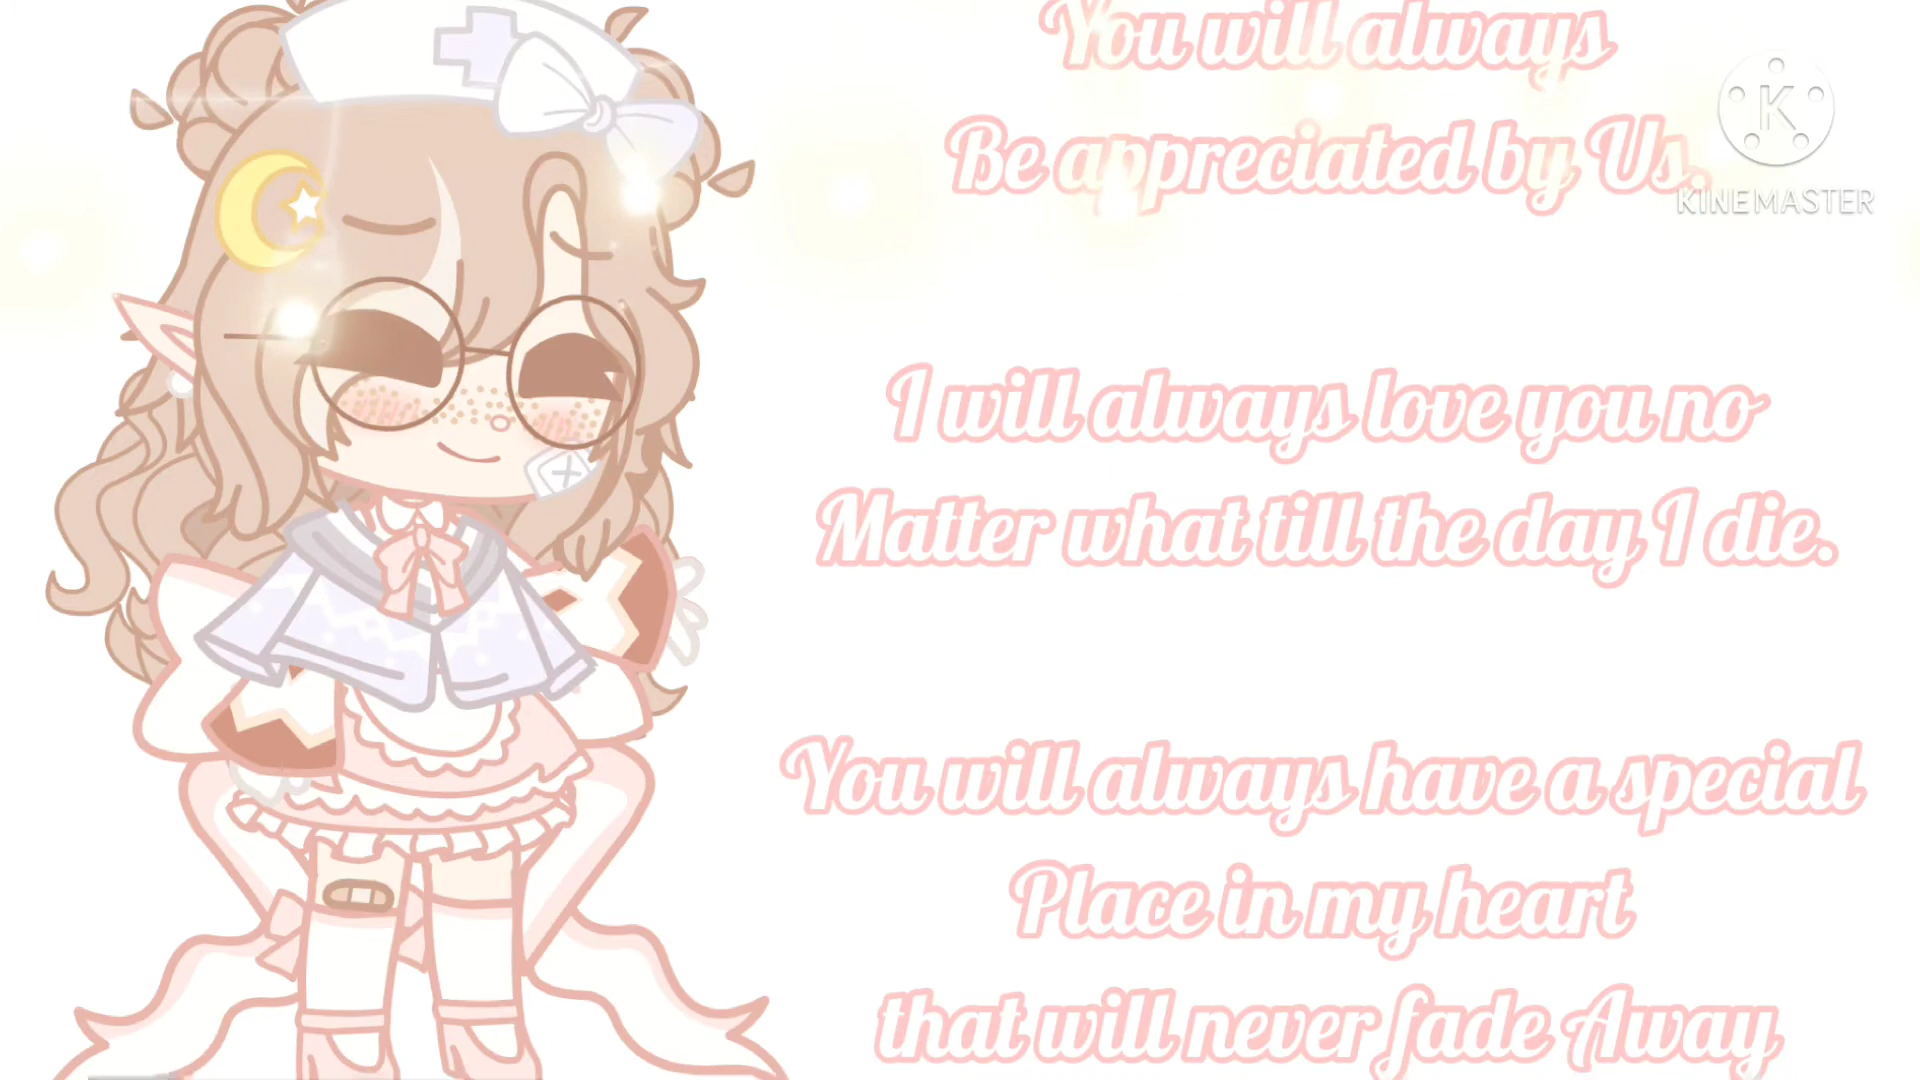 You will always
Be appreciated by Us.
K
KINEMASTER
I will always love you no
Matter what till the day I die.
You will always have a special
Place in my heart
that will never fade Away